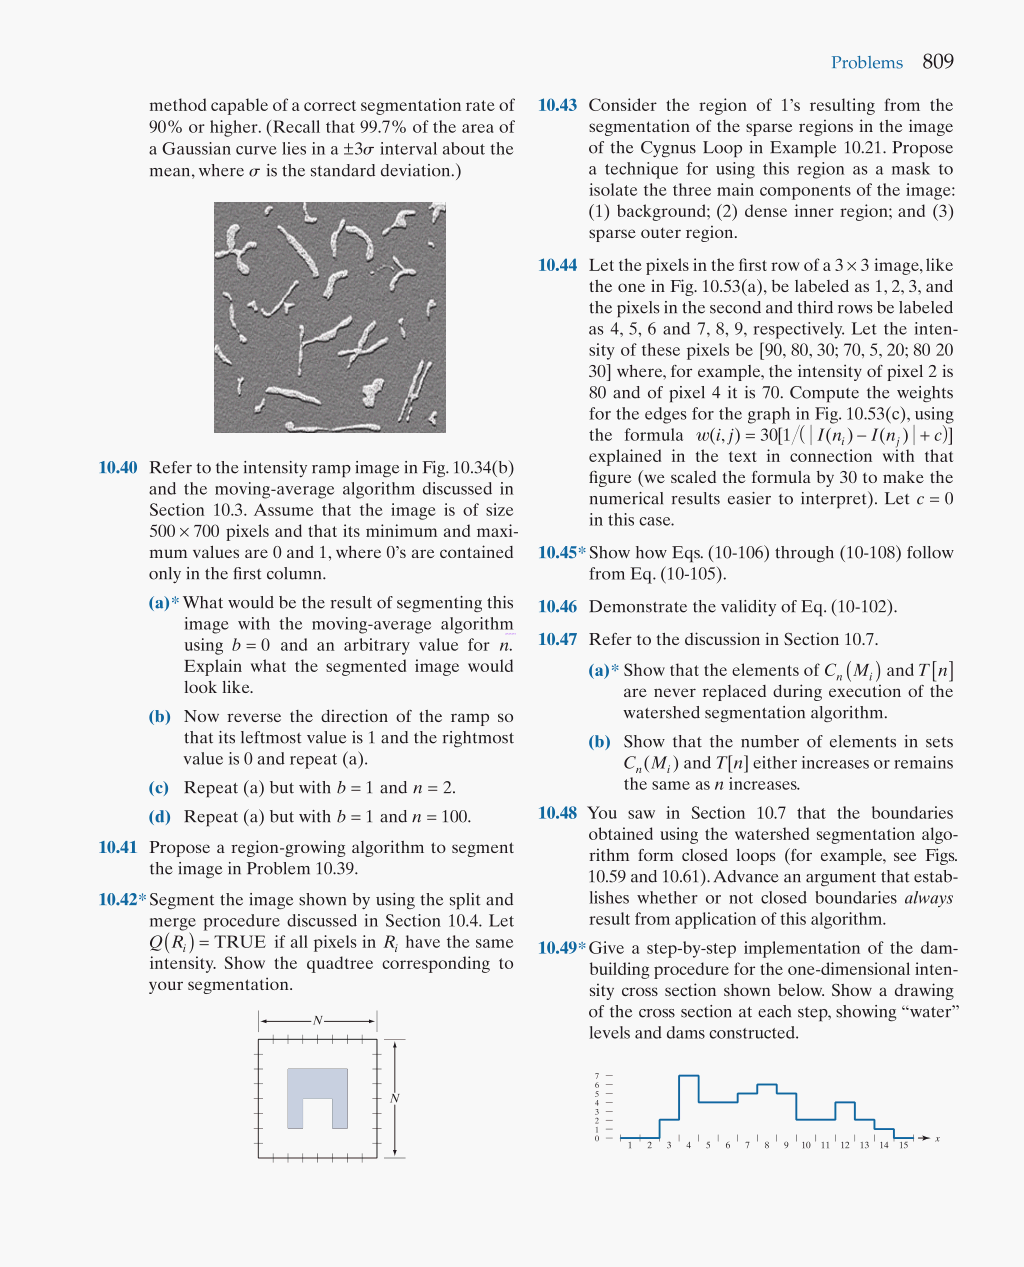 Problems 809
method capable of a correct segmentation rate of
90% or higher. (Recall that 99.7% of the area of
a Gaussian curve lies in a ±3σ interval about the
mean, where σ is the standard deviation.)
10.40 Refer to the intensity ramp image in Fig. 10.34(b)
and the moving-average algorithm discussed in
Section 10.3. Assume that the image is of size
500 × 700 pixels and that its minimum and maxi-
mum values are 0 and 1, where 0's are contained
only in the first column.
(a)* What would be the result of segmenting this
image with the moving-average algorithm
using b = 0 and an arbitrary value for n.
Explain what the segmented image would
look like.
(b) Now reverse the direction of the ramp so
that its leftmost value is 1 and the rightmost
value is 0 and repeat (a).
(c) Repeat (a) but with b = 1 and n = 2.
(d) Repeat (a) but with b = 1 and n = 100.
10.41 Propose a region-growing algorithm to segment
the image in Problem 10.39.
10.42* Segment the image shown by using the split and
merge procedure discussed in Section 10.4. Let
Q(Rᵢ) = TRUE if all pixels in Rᵢ have the same
intensity. Show the quadtree corresponding to
your segmentation.
N
N
10.43 Consider the region of 1's resulting from the
segmentation of the sparse regions in the image
of the Cygnus Loop in Example 10.21. Propose
a technique for using this region as a mask to
isolate the three main components of the image:
(1) background; (2) dense inner region; and (3)
sparse outer region.
10.44 Let the pixels in the first row of a 3 × 3 image, like
the one in Fig. 10.53(a), be labeled as 1, 2, 3, and
the pixels in the second and third rows be labeled
as 4, 5, 6 and 7, 8, 9, respectively. Let the inten-
sity of these pixels be [90, 80, 30; 70, 5, 20; 80 20
30] where, for example, the intensity of pixel 2 is
80 and of pixel 4 it is 70. Compute the weights
for the edges for the graph in Fig. 10.53(c), using
the formula w(i, j) = 30[1/(|I(nᵢ) − I(nⱼ)| + c)]
explained in the text in connection with that
figure (we scaled the formula by 30 to make the
numerical results easier to interpret). Let c = 0
in this case.
10.45* Show how Eqs. (10-106) through (10-108) follow
from Eq. (10-105).
10.46 Demonstrate the validity of Eq. (10-102).
10.47 Refer to the discussion in Section 10.7.
(a)* Show that the elements of Cₙ(Mᵢ) and T[n]
are never replaced during execution of the
watershed segmentation algorithm.
(b) Show that the number of elements in sets
Cₙ(Mᵢ) and T[n] either increases or remains
the same as n increases.
10.48 You saw in Section 10.7 that the boundaries
obtained using the watershed segmentation algo-
rithm form closed loops (for example, see Figs.
10.59 and 10.61). Advance an argument that estab-
lishes whether or not closed boundaries always
result from application of this algorithm.
10.49* Give a step-by-step implementation of the dam-
building procedure for the one-dimensional inten-
sity cross section shown below. Show a drawing
of the cross section at each step, showing “water”
levels and dams constructed.
7
6
5
4
3
2
1
0
1 2 3 4 5 6 7 8 9 10 11 12 13 14 15 x